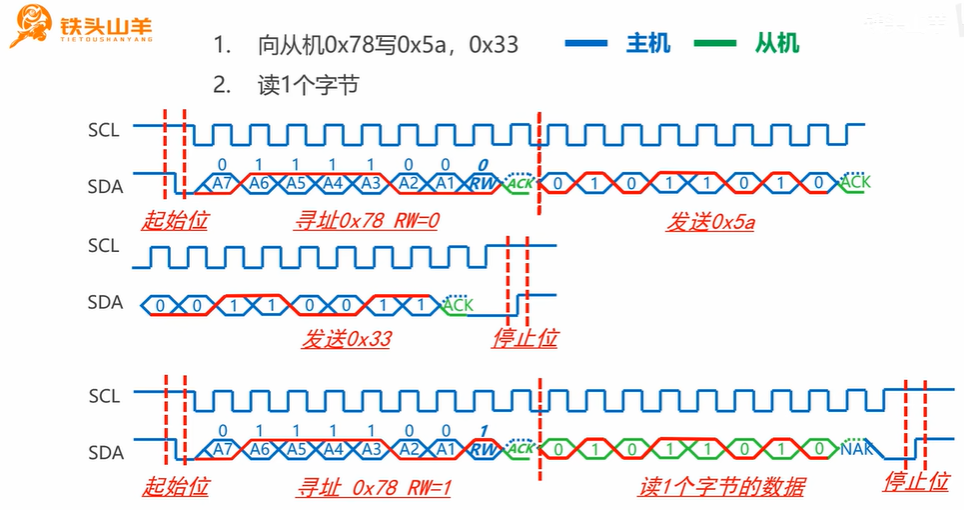 铁头山羊
TIETOUSHANYANG
1. 向从机0x78写0x5a，0x33
主机 从机
2. 读1个字节
SCL
0 1 1 1 1 0 0 0
SDA A7 A6 A5 A4 A3 A2 A1 RW ACK 0 1 0 1 1 0 1 0 ACK
起始位 寻址0x78 RW=0 发送0x5a
SCL
SDA 0 0 1 1 0 0 1 1 ACK
发送0x33 停止位
SCL
0 1 1 1 1 0 0 1
SDA A7 A6 A5 A4 A3 A2 A1 RW ACK 0 1 0 1 1 0 1 0 NAK
起始位 寻址 0x78 RW=1 读1个字节的数据 停止位